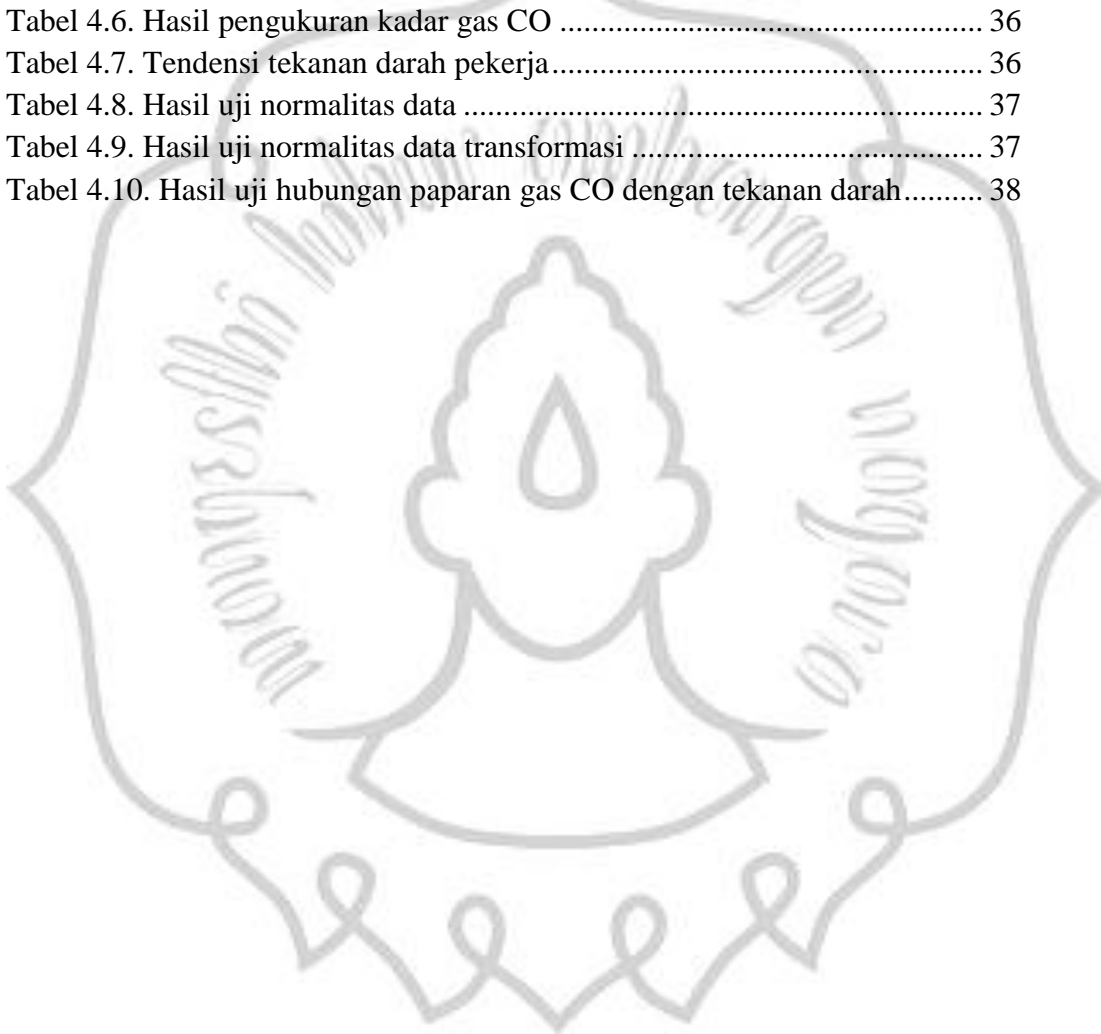 Tabel 4.6. Hasil pengukuran kadar gas CO ........................................... 36
Tabel 4.7. Tendensi tekanan darah pekerja............................................ 36
Tabel 4.8. Hasil uji normalitas data ..................................................... 37
Tabel 4.9. Hasil uji normalitas data transformasi .................................... 37
Tabel 4.10. Hasil uji hubungan paparan gas CO dengan tekanan darah.......... 38